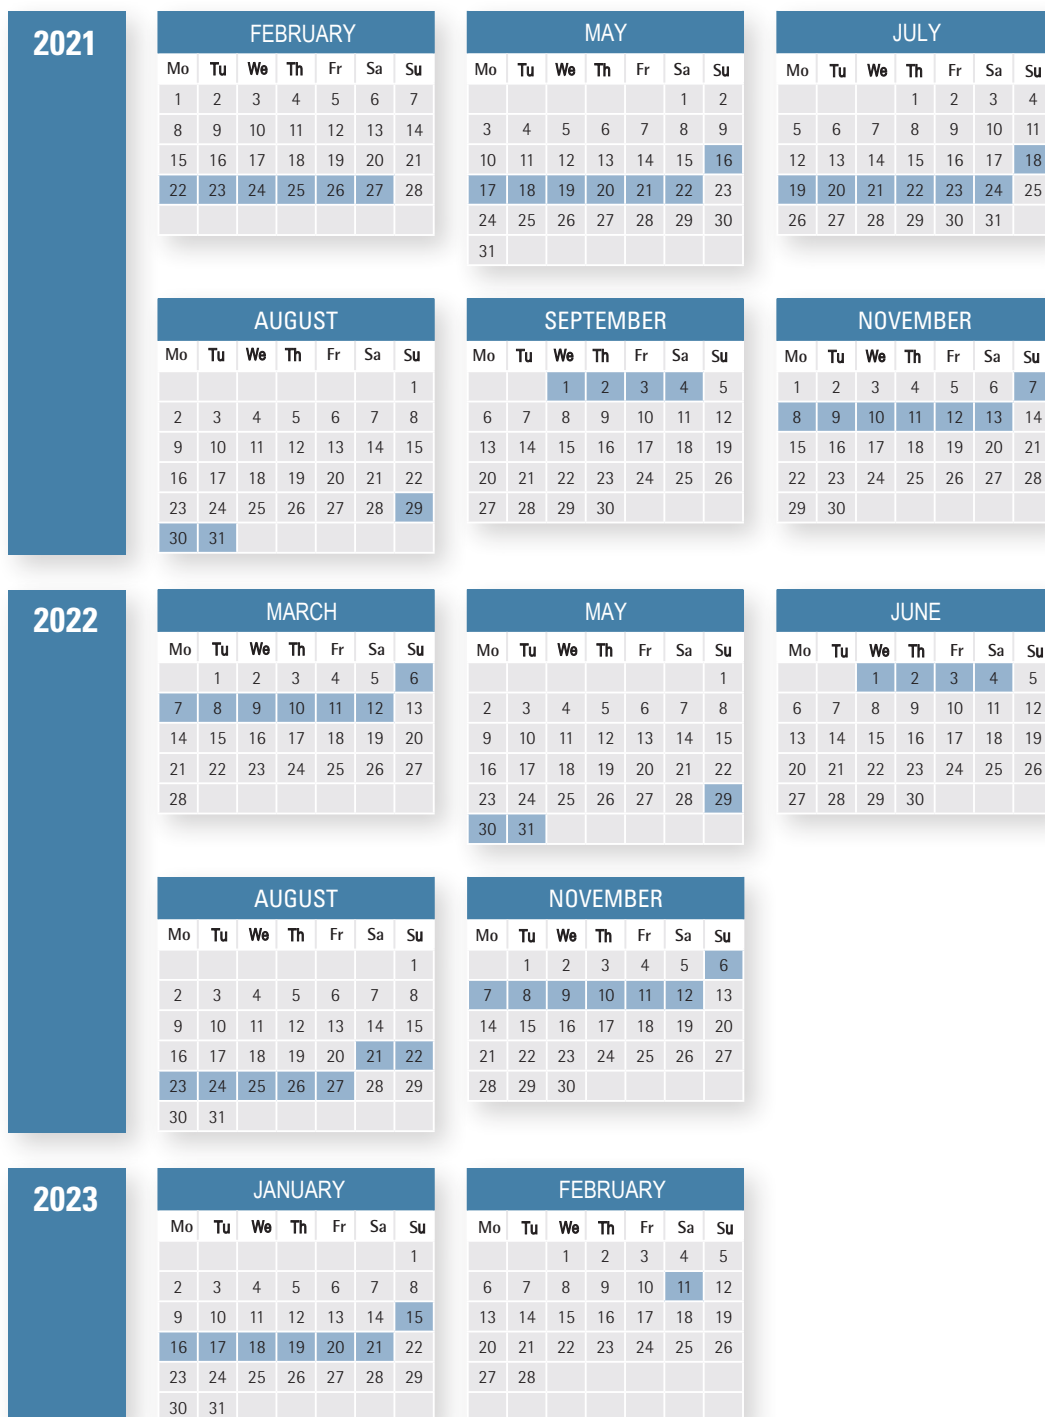 2021
FEBRUARY
Mo Tu We Th Fr Sa Su
1 2 3 4 5 6 7
8 9 10 11 12 13 14
15 16 17 18 19 20 21
22 23 24 25 26 27 28
MAY
Mo Tu We Th Fr Sa Su
1 2
3 4 5 6 7 8 9
10 11 12 13 14 15 16
17 18 19 20 21 22 23
24 25 26 27 28 29 30
31
JULY
Mo Tu We Th Fr Sa Su
1 2 3 4
5 6 7 8 9 10 11
12 13 14 15 16 17 18
19 20 21 22 23 24 25
26 27 28 29 30 31
AUGUST
Mo Tu We Th Fr Sa Su
1
2 3 4 5 6 7 8
9 10 11 12 13 14 15
16 17 18 19 20 21 22
23 24 25 26 27 28 29
30 31
SEPTEMBER
Mo Tu We Th Fr Sa Su
1 2 3 4 5
6 7 8 9 10 11 12
13 14 15 16 17 18 19
20 21 22 23 24 25 26
27 28 29 30
NOVEMBER
Mo Tu We Th Fr Sa Su
1 2 3 4 5 6 7
8 9 10 11 12 13 14
15 16 17 18 19 20 21
22 23 24 25 26 27 28
29 30
2022
MARCH
Mo Tu We Th Fr Sa Su
1 2 3 4 5 6
7 8 9 10 11 12 13
14 15 16 17 18 19 20
21 22 23 24 25 26 27
28
MAY
Mo Tu We Th Fr Sa Su
1
2 3 4 5 6 7 8
9 10 11 12 13 14 15
16 17 18 19 20 21 22
23 24 25 26 27 28 29
30 31
JUNE
Mo Tu We Th Fr Sa Su
1 2 3 4 5
6 7 8 9 10 11 12
13 14 15 16 17 18 19
20 21 22 23 24 25 26
27 28 29 30
AUGUST
Mo Tu We Th Fr Sa Su
1
2 3 4 5 6 7 8
9 10 11 12 13 14 15
16 17 18 19 20 21 22
23 24 25 26 27 28 29
30 31
NOVEMBER
Mo Tu We Th Fr Sa Su
1 2 3 4 5 6
7 8 9 10 11 12 13
14 15 16 17 18 19 20
21 22 23 24 25 26 27
28 29 30
2023
JANUARY
Mo Tu We Th Fr Sa Su
1
2 3 4 5 6 7 8
9 10 11 12 13 14 15
16 17 18 19 20 21 22
23 24 25 26 27 28 29
30 31
FEBRUARY
Mo Tu We Th Fr Sa Su
1 2 3 4 5
6 7 8 9 10 11 12
13 14 15 16 17 18 19
20 21 22 23 24 25 26
27 28